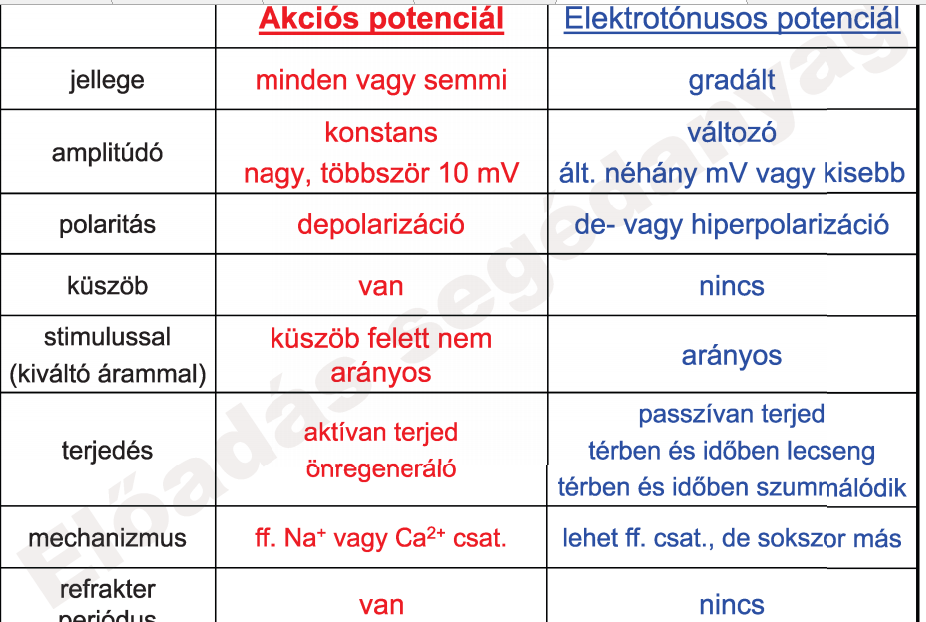 Akciós potenciál Elektrotónusos potenciál
jellege minden vagy semmi gradált
amplitúdó
konstans
nagy, többször 10 mV
változó
ált. néhány mV vagy kisebb
polaritás depolarizáció de- vagy hiperpolarizáció
küszöb van nincs
stimulussal
(kiváltó árammal)
küszöb felett nem
arányos
arányos
terjedés
aktívan terjed
önregeneráló
passzívan terjed
térben és időben lecseng
térben és időben szummálódik
mechanizmus ff. Na⁺ vagy Ca²⁺ csat. lehet ff. csat., de sokszor más
refrakter
periódus
van
nincs
Előadás segédanyag